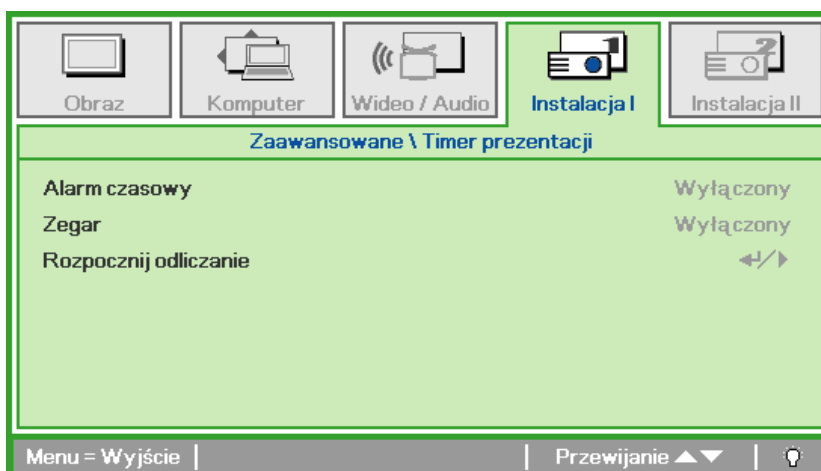 Obraz
Komputer
Wideo / Audio
Instalacja I
Instalacja II
Zaawansowane \ Timer prezentacji
Alarm czasowy Wyłączony
Zegar Wyłączony
Rozpocznij odliczanie ↵/▶
Menu = Wyjście | | Przewijanie ▲▼ |